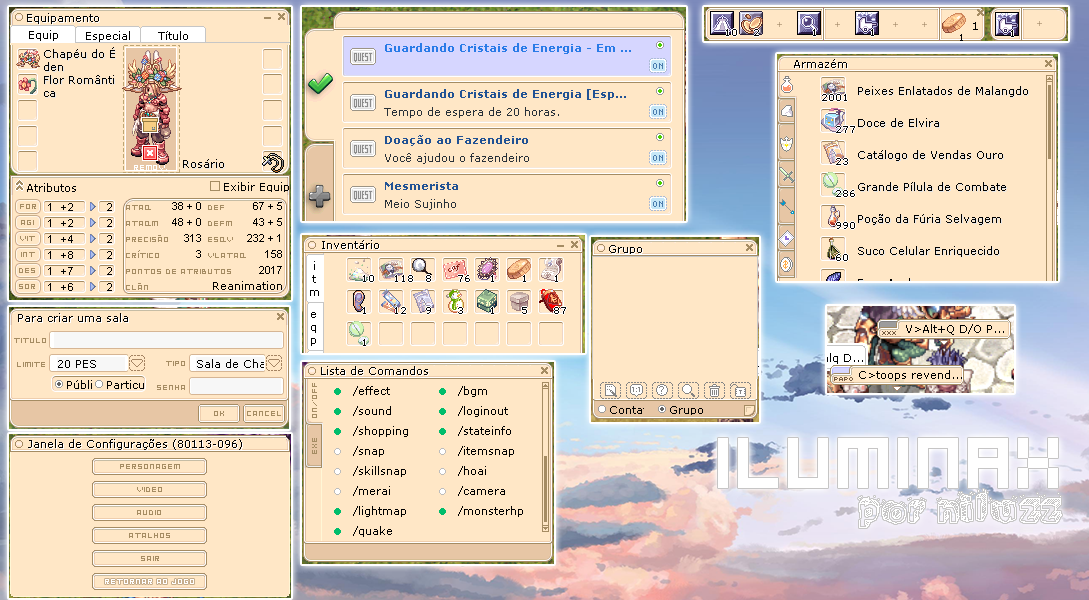 Equipamento
Equip
Especial
Título
Chapéu do É
den
Flor Românti
ca
Rosário
Atributos
Exibir Equip
FOR 1 +2 2
AGI 1 +2 2
VIT 1 +4 2
INT 1 +8 2
DES 1 +7 2
SOR 1 +6 2
ATAQ 38 + 0 DEF 67 + 5
ATAQM 48 + 0 DEFM 43 + 5
PRECISÃO 313 ESQV 232 + 1
CRÍTICO 3 VLATAQ 158
PONTOS DE ATRIBUTOS 2017
CLÃN Reanimation
Para criar uma sala
TITULO
LIMITE 20 PES TIPO Sala de Cha
Públi Particu SENHA
OK CANCEL
Janela de Configurações (80113-096)
PERSONAGEM
VIDEO
AUDIO
ATALHOS
SAIR
RETORNAR AO JOGO
QUEST Guardando Cristais de Energia - Em ...
ON
QUEST Guardando Cristais de Energia [Esp...
Tempo de espera de 20 horas.
ON
QUEST Doação ao Fazendeiro
Você ajudou o fazendeiro
ON
QUEST Mesmerista
Meio Sujinho
ON
Inventário
itm
eqp
10 118 8 76 1 1 1
1 12 9 3 1 5 87
1
Lista de Comandos
ON/OFF
EXE
/effect /bgm
/sound /loginout
/shopping /stateinfo
/snap /itemsnap
/skillsnap /hoai
/merai /camera
/lightmap /monsterhp
/quake
Grupo
Conta Grupo
10
4
1
1
4
Armazém
2001 Peixes Enlatados de Malangdo
277 Doce de Elvira
23 Catálogo de Vendas Ouro
286 Grande Pílula de Combate
990 Poção da Fúria Selvagem
60 Suco Celular Enriquecido
V>Alt+Q D/O P...
lq D...
PAPO C>toops revend...
ILUMINAX
por niluzz